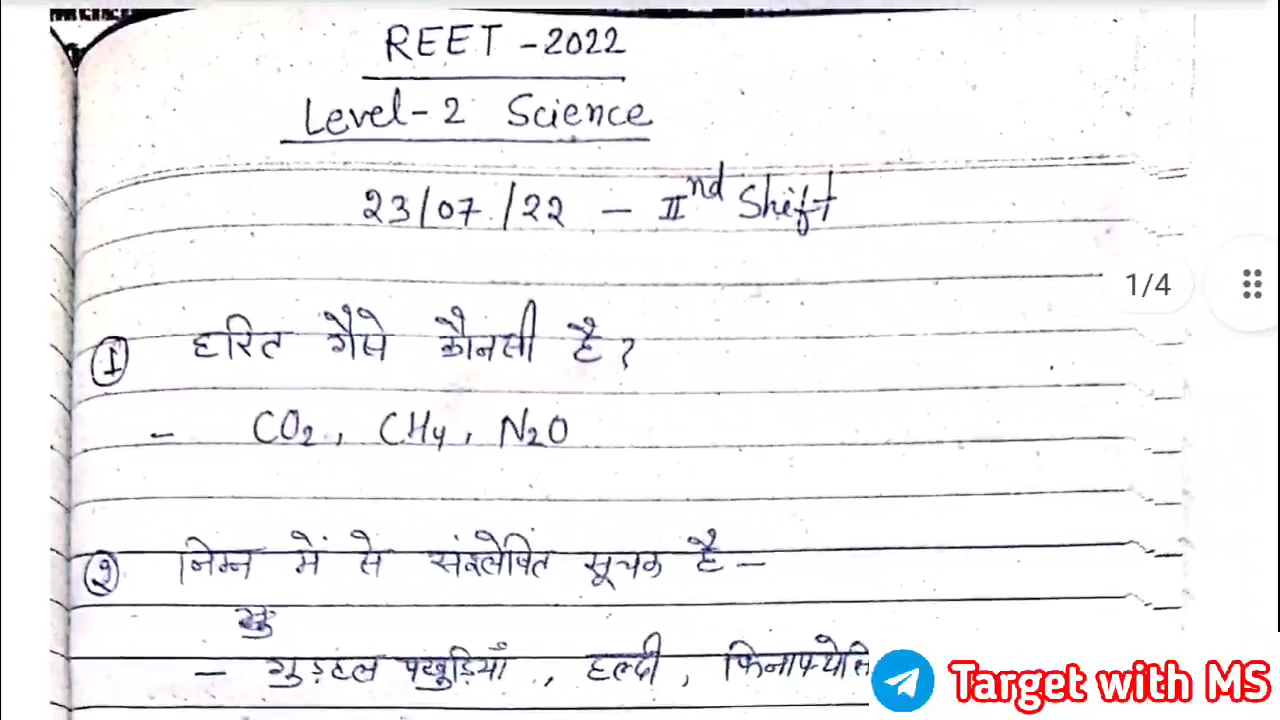 REET - 2022
Level-2 Science
23/07/22 - IInd Shift
1/4
① हरित गैसे कौनसी है?
- CO2, CH4, N2O
② निम्न में से संश्लेषित सूचक है -
- गुड़हल पखुड़ियाँ, हल्दी,
Target with MS